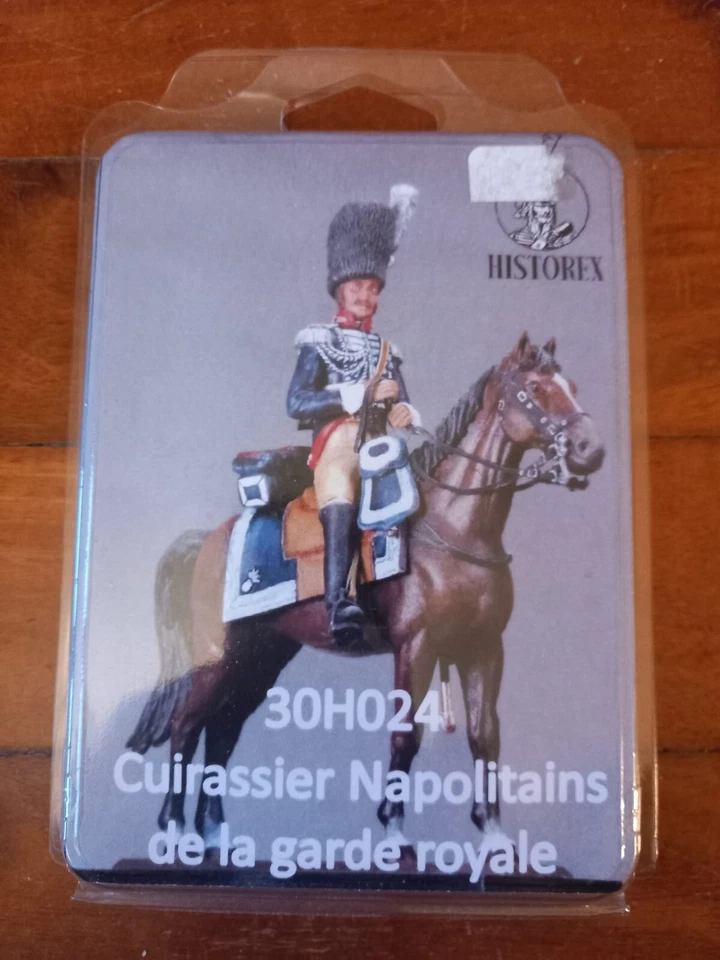 HISTOREX
30H024
Cuirassier Napolitains
de la garde royale